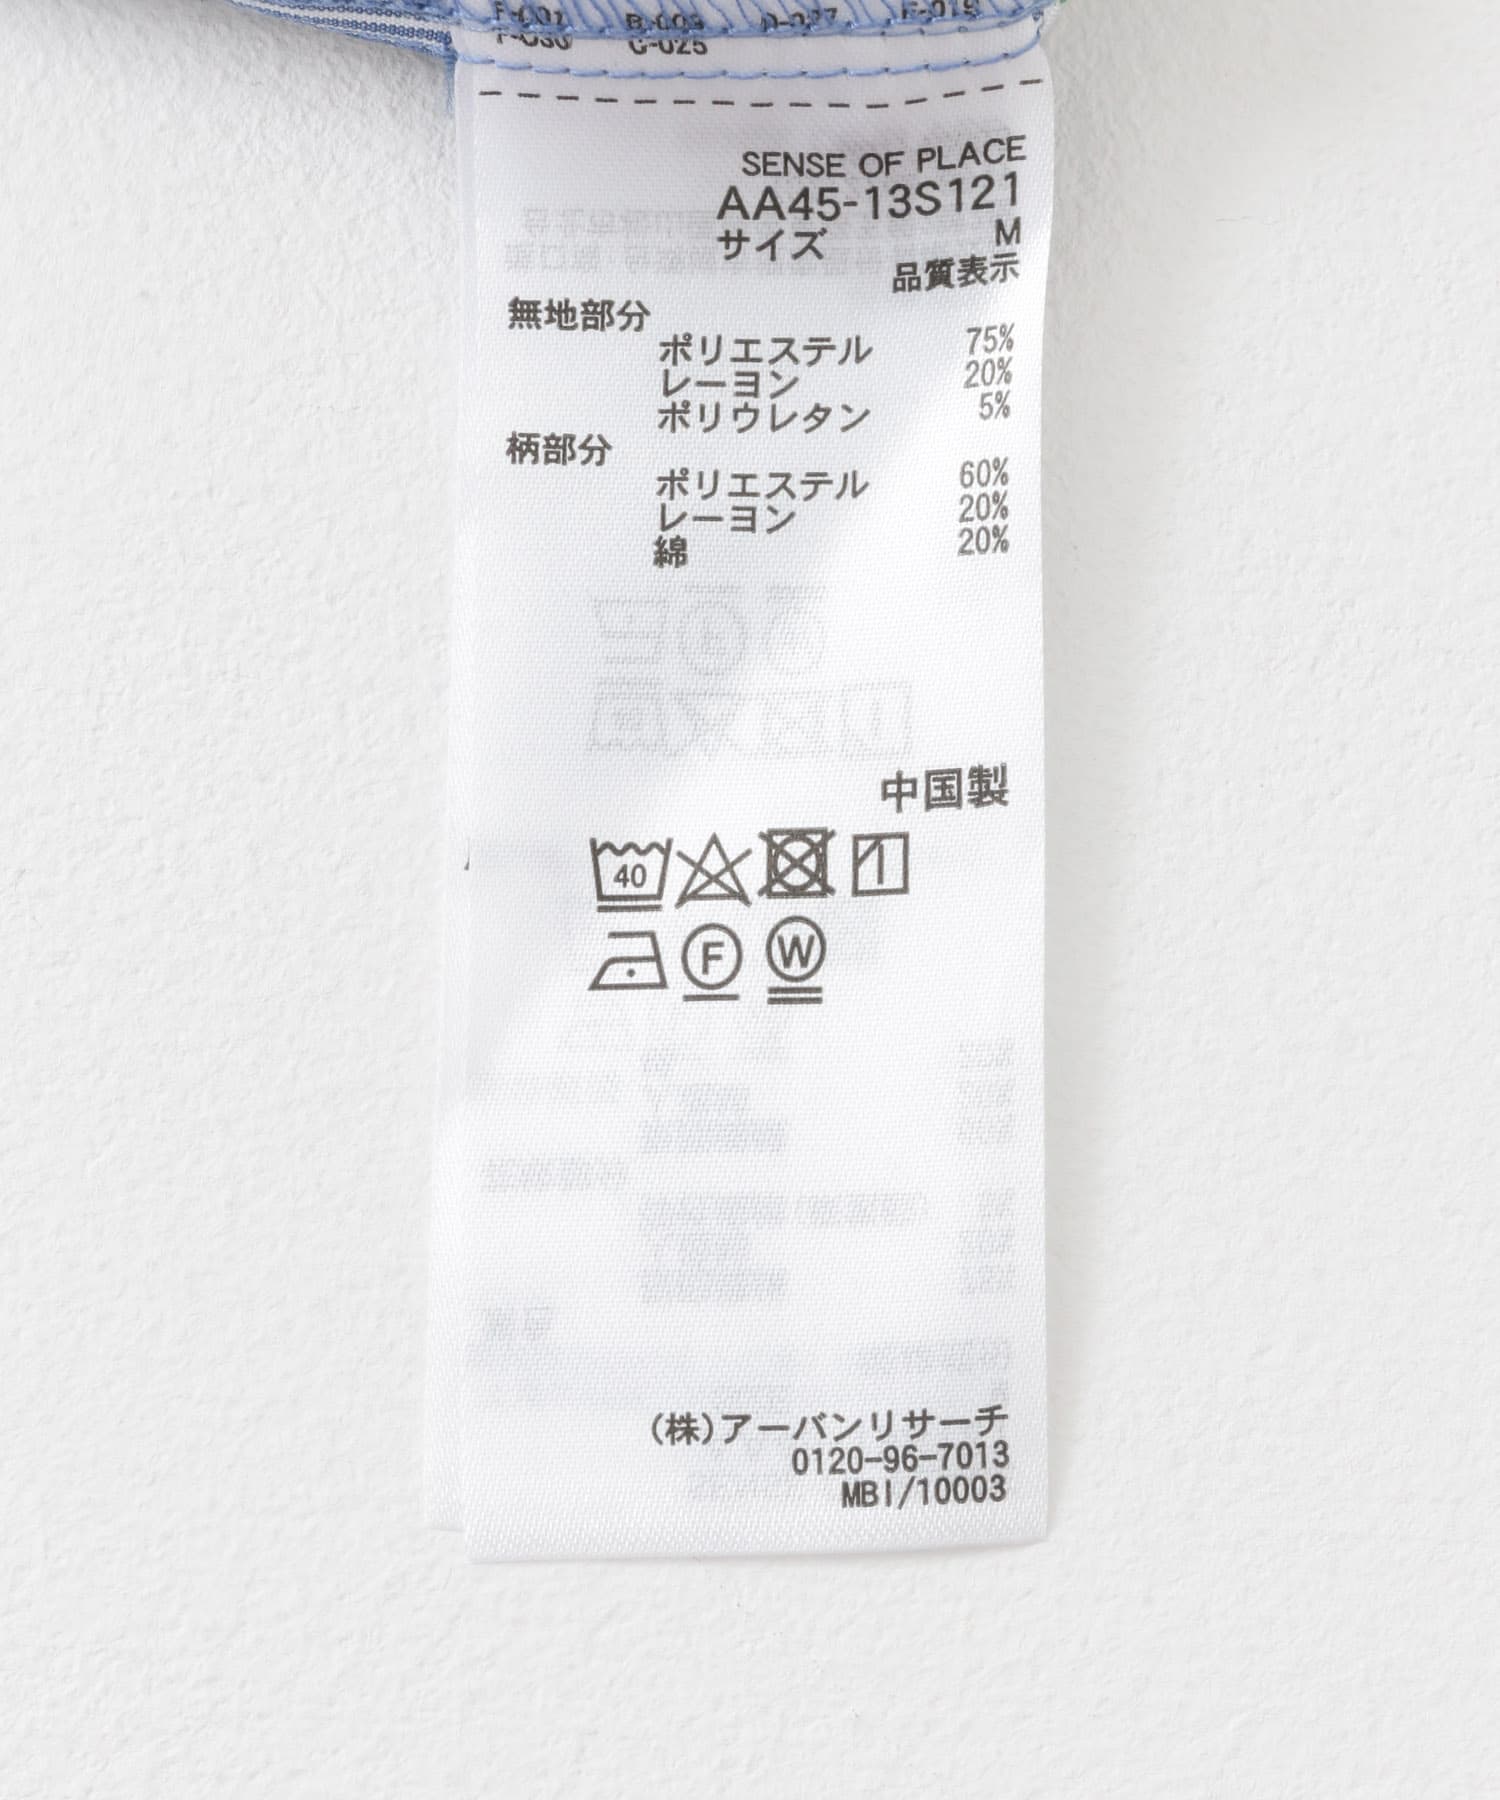 C-025
SENSE OF PLACE
AA45-13S121
サイズ M
品質表示
無地部分
ポリエステル 75%
レーヨン 20%
ポリウレタン 5%
柄部分
ポリエステル 60%
レーヨン 20%
綿 20%
中国製
40
F W
(株)アーバンリサーチ
0120-96-7013
MBI/10003